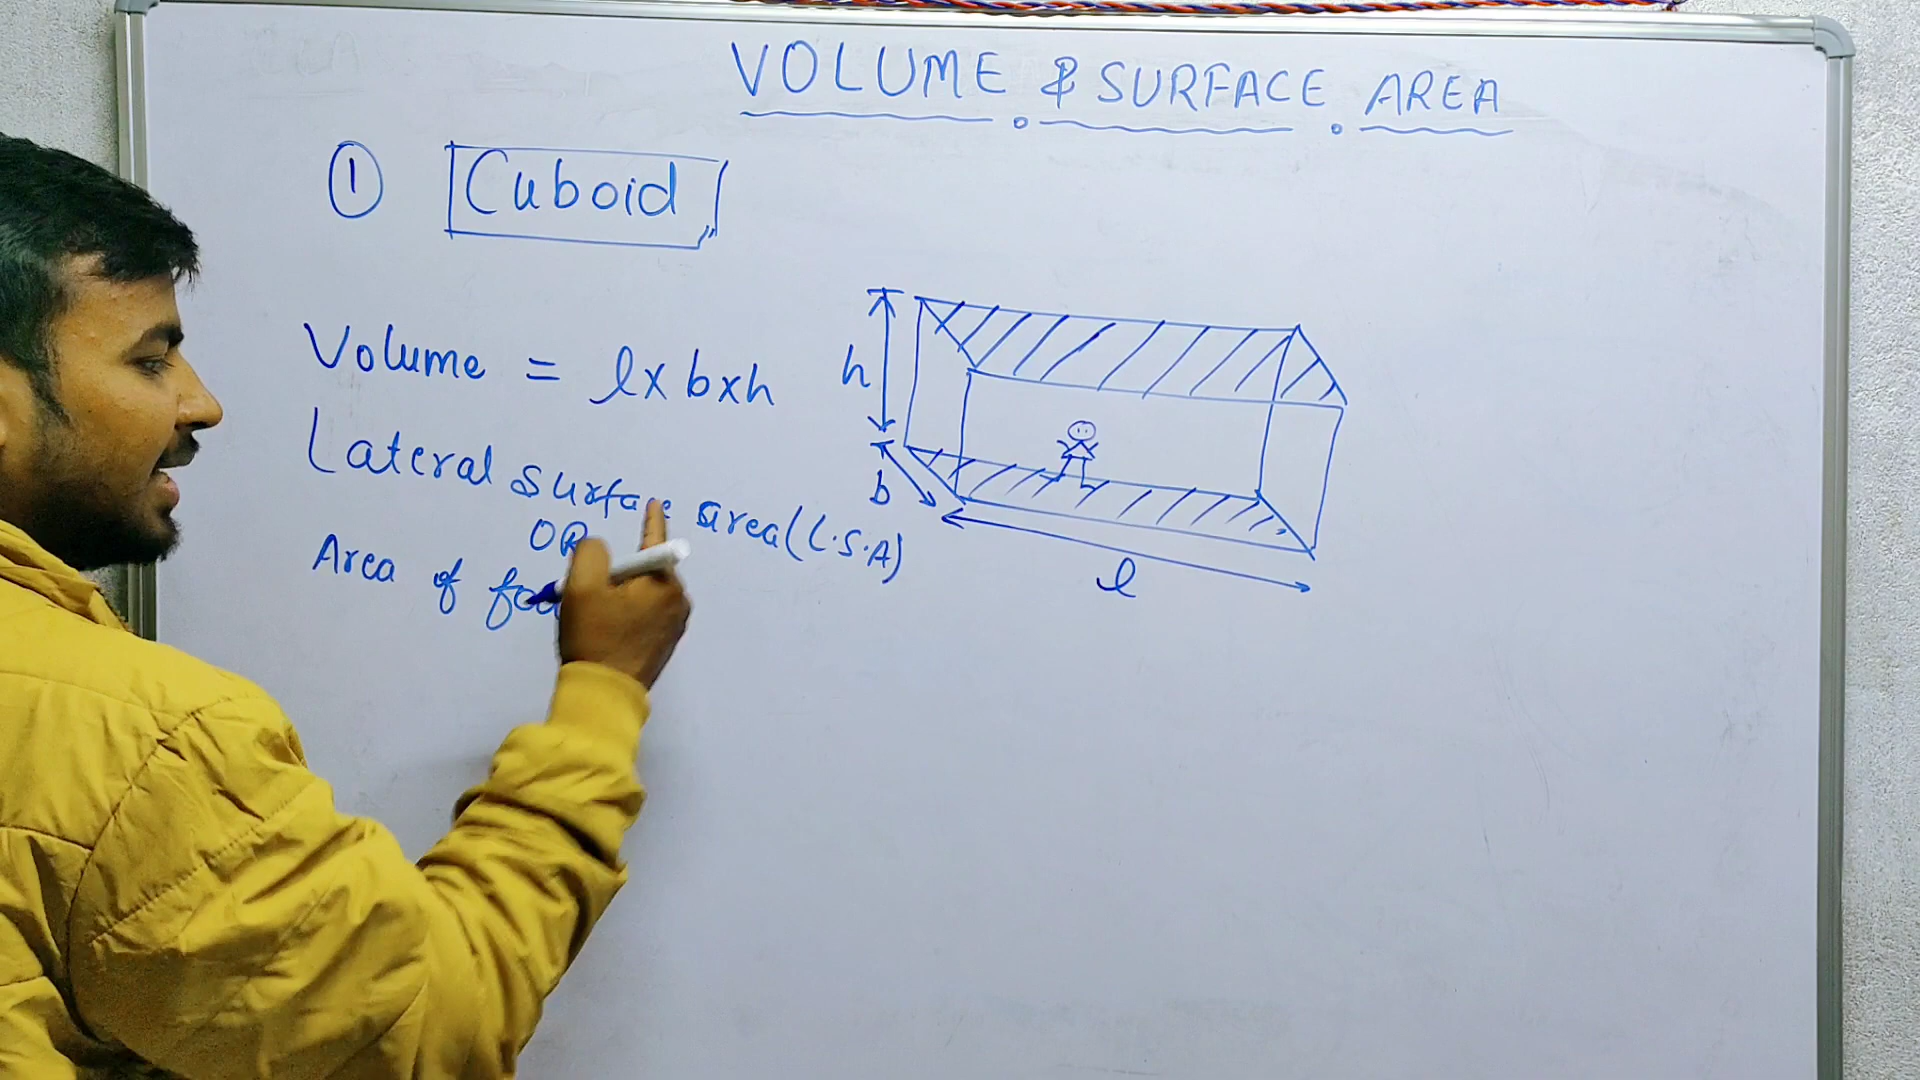 VOLUME & SURFACE AREA
① Cuboid
Volume = l x b x h
Lateral surface area (L.S.A)
OR
Area of
h
b
l